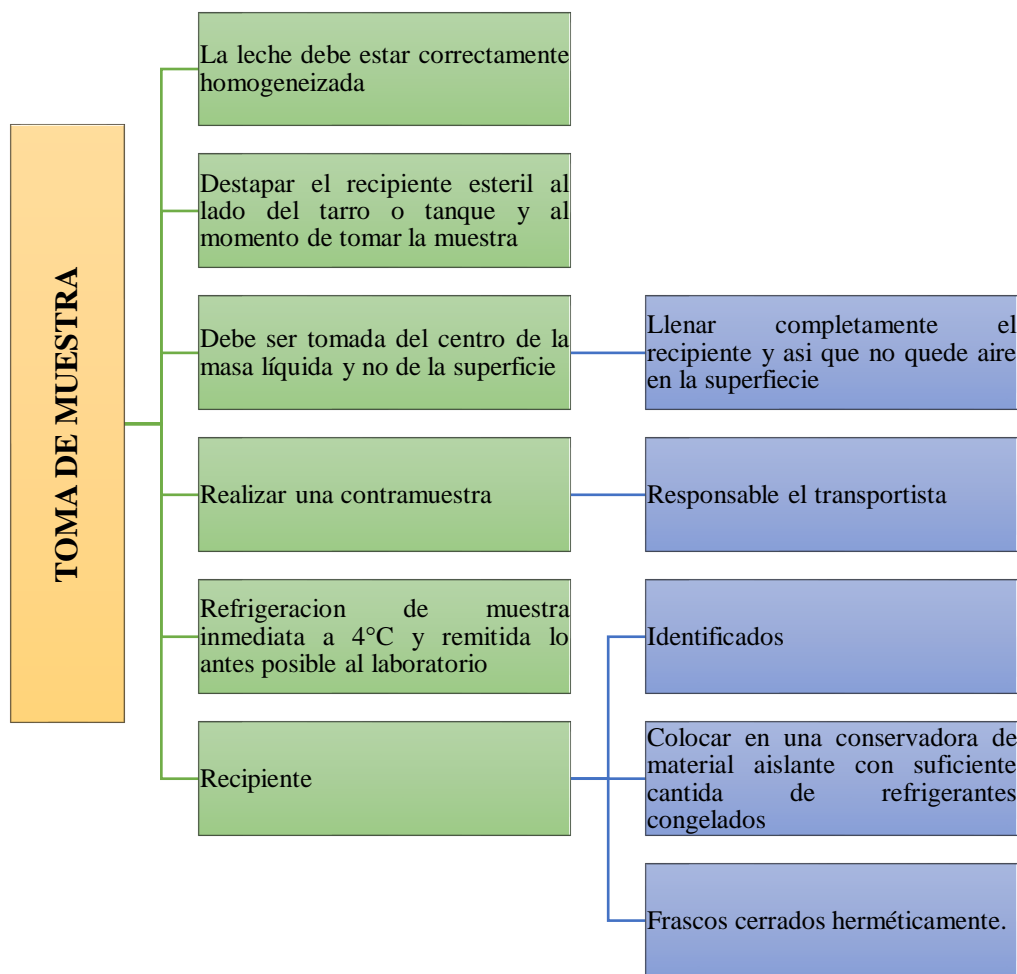 TOMA DE MUESTRA
La leche debe estar correctamente
homogeneizada
Destapar el recipiente esteril al
lado del tarro o tanque y al
momento de tomar la muestra
Debe ser tomada del centro de la
masa líquida y no de la superficie
Llenar completamente el
recipiente y asi que no quede aire
en la superfiecie
Realizar una contramuestra
Responsable el transportista
Refrigeracion de muestra
inmediata a 4°C y remitida lo
antes posible al laboratorio
Recipiente
Identificados
Colocar en una conservadora de
material aislante con suficiente
cantida de refrigerantes
congelados
Frascos cerrados herméticamente.